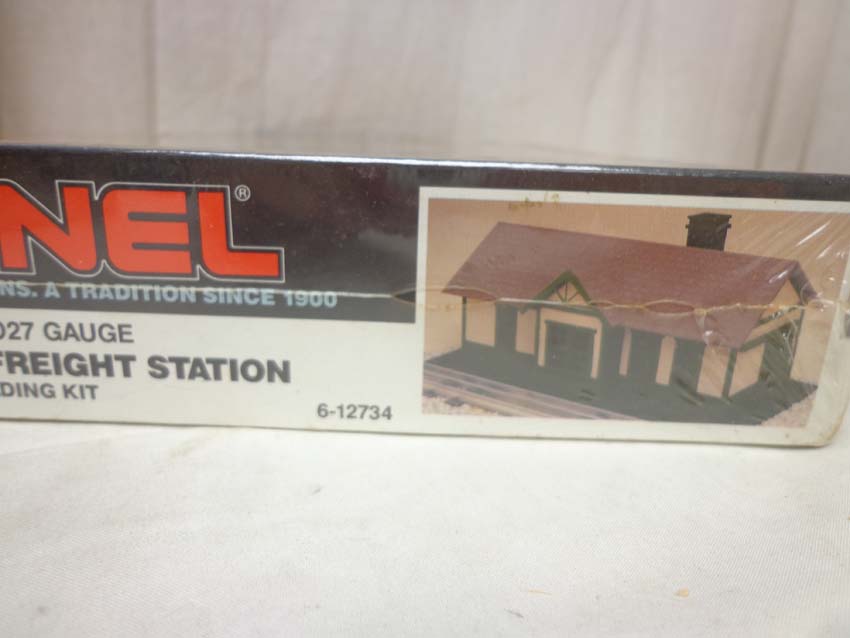 NEL®
NS. A TRADITION SINCE 1900
027 GAUGE
FREIGHT STATION
DING KIT
6-12734